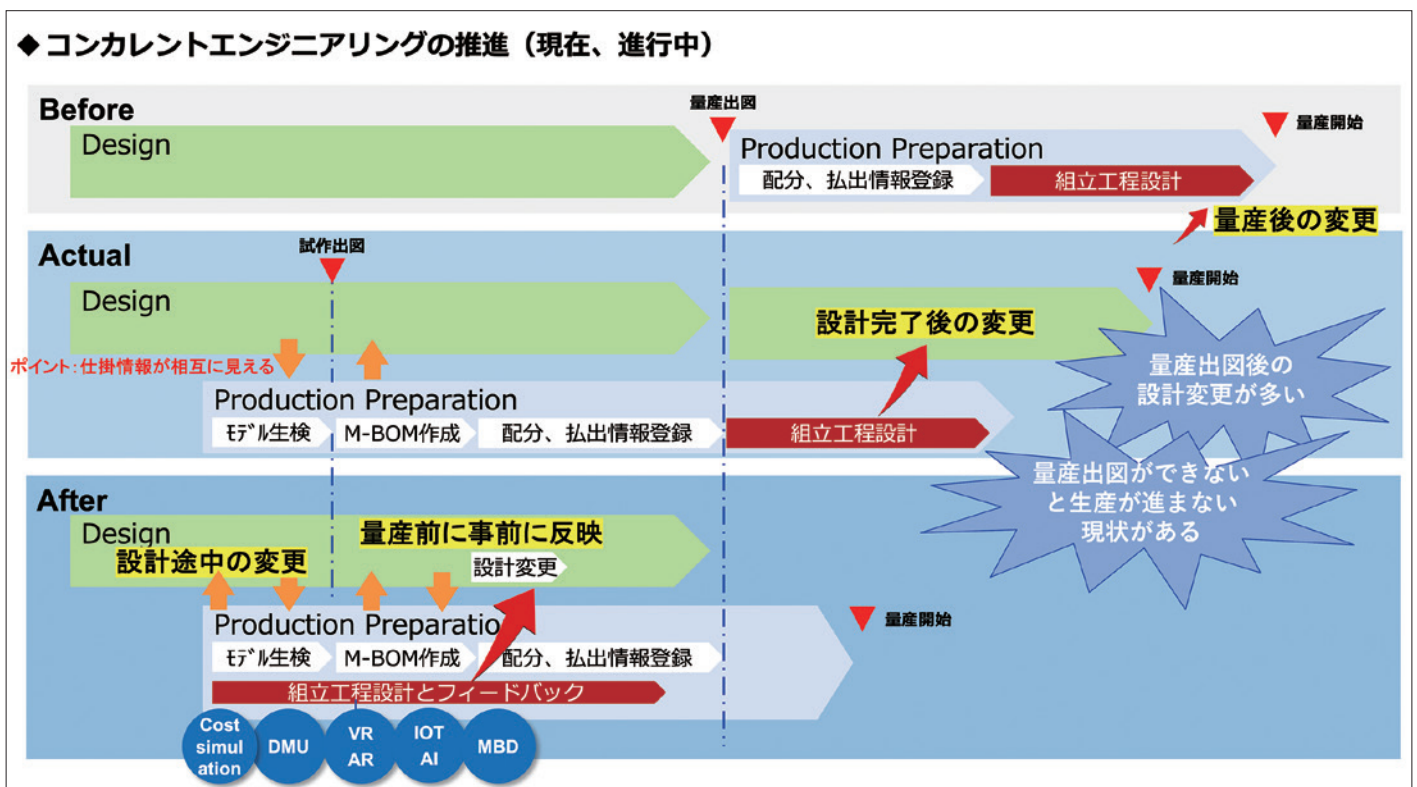 ◆コンカレントエンジニアリングの推進（現在、進行中）
Before
量産出図
量産開始
Design
Production Preparation
配分、払出情報登録
組立工程設計
量産後の変更
Actual
試作出図
量産開始
Design
設計完了後の変更
ポイント：仕掛情報が相互に見える
Production Preparation
ﾓﾃﾞﾙ生検
M-BOM作成
配分、払出情報登録
組立工程設計
量産出図後の
設計変更が多い
量産出図ができない
と生産が進まない
現状がある
After
Design
設計途中の変更
量産前に事前に反映
設計変更
量産開始
Production Preparatio
ﾓﾃﾞﾙ生検
M-BOM作成
配分、払出情報登録
組立工程設計とフィードバック
Cost
simul
ation
DMU
VR
AR
IOT
AI
MBD